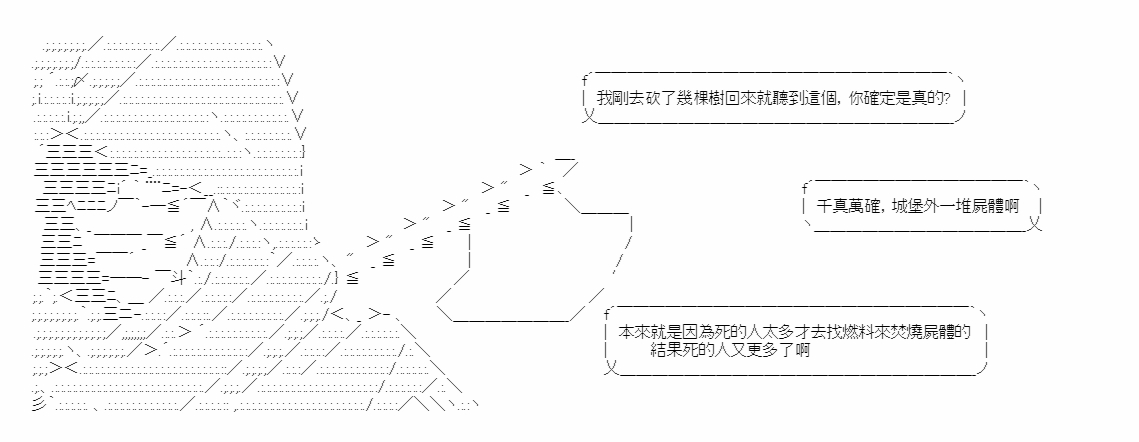 我剛去砍了幾棵樹回來就聽到這個, 你確定是真的?
千真萬確, 城堡外一堆屍體啊
本來就是因為死的人太多才去找燃料來焚燒屍體的
結果死的人又更多了啊